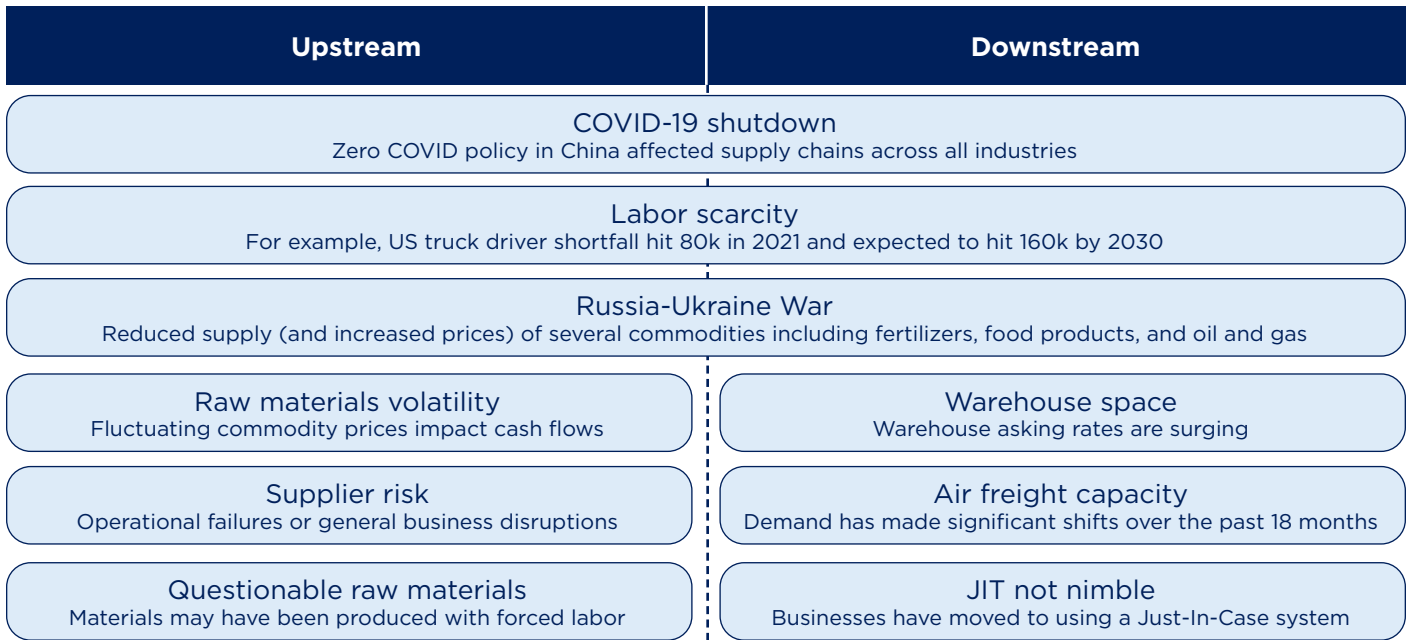 Upstream
Downstream
COVID-19 shutdown
Zero COVID policy in China affected supply chains across all industries
Labor scarcity
For example, US truck driver shortfall hit 80k in 2021 and expected to hit 160k by 2030
Russia-Ukraine War
Reduced supply (and increased prices) of several commodities including fertilizers, food products, and oil and gas
Raw materials volatility
Fluctuating commodity prices impact cash flows
Warehouse space
Warehouse asking rates are surging
Supplier risk
Operational failures or general business disruptions
Air freight capacity
Demand has made significant shifts over the past 18 months
Questionable raw materials
Materials may have been produced with forced labor
JIT not nimble
Businesses have moved to using a Just-In-Case system